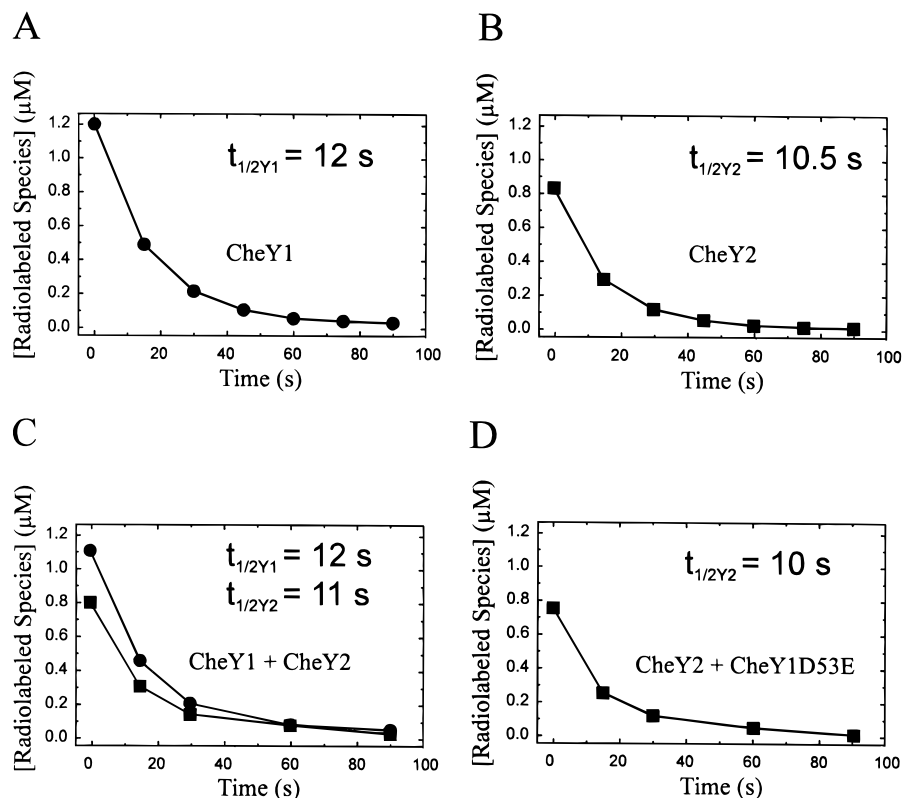 A
[Radiolabeled Species] (μM)
1.2
1.0
0.8
0.6
0.4
0.2
0.0
t1/2Y1 = 12 s
CheY1
0 20 40 60 80 100
Time (s)
B
[Radiolabeled Species] (μM)
1.2
1.0
0.8
0.6
0.4
0.2
0.0
t1/2Y2 = 10.5 s
CheY2
0 20 40 60 80 100
Time (s)
C
[Radiolabeled Species] (μM)
1.2
1.0
0.8
0.6
0.4
0.2
0.0
t1/2Y1 = 12 s
t1/2Y2 = 11 s
CheY1 + CheY2
0 20 40 60 80 100
Time (s)
D
[Radiolabeled Species] (μM)
1.2
1.0
0.8
0.6
0.4
0.2
0.0
t1/2Y2 = 10 s
CheY2 + CheY1D53E
0 20 40 60 80 100
Time (s)